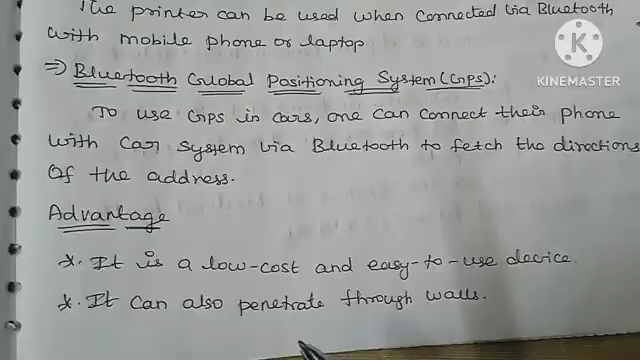 The printer can be used when connected via Bluetooth
with mobile phone or laptop
K
KINEMASTER
⇒ Bluetooth Global Positioning System (GPS):
To use GPS in cars, one can connect their phone
with car system via Bluetooth to fetch the directions
of the address.
Advantage
*. It is a low-cost and easy-to-use device.
*. It can also penetrate through walls.